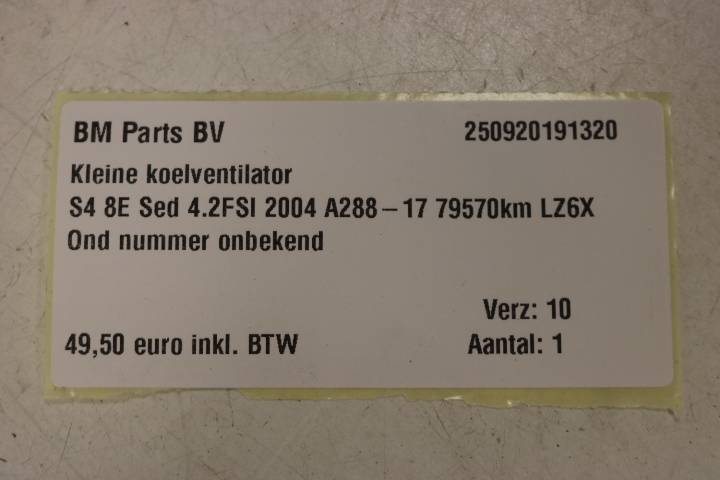 BM Parts BV 250920191320
Kleine koelventilator
S4 8E Sed 4.2FSI 2004 A288-17 79570km LZ6X
Ond nummer onbekend
Verz: 10
49,50 euro inkl. BTW Aantal: 1